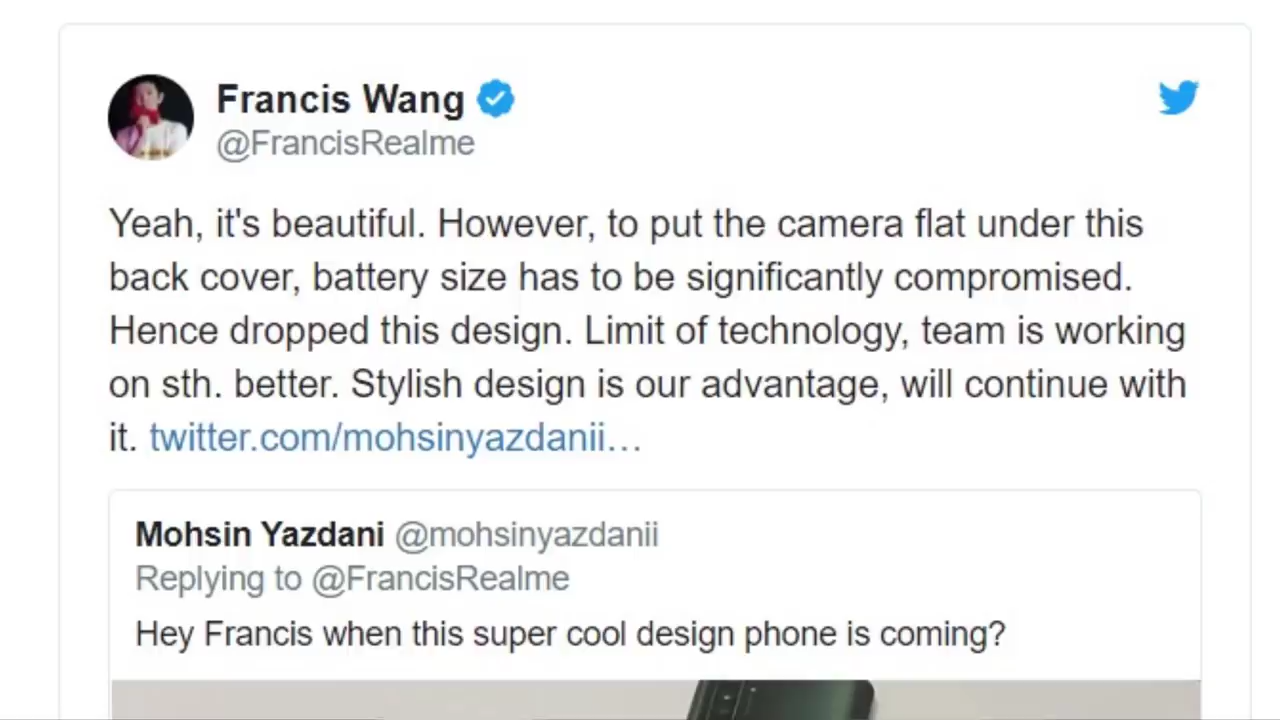 Francis Wang
@FrancisRealme
Yeah, it's beautiful. However, to put the camera flat under this
back cover, battery size has to be significantly compromised.
Hence dropped this design. Limit of technology, team is working
on sth. better. Stylish design is our advantage, will continue with
it. twitter.com/mohsinyazdanii…
Mohsin Yazdani @mohsinyazdanii
Replying to @FrancisRealme
Hey Francis when this super cool design phone is coming?